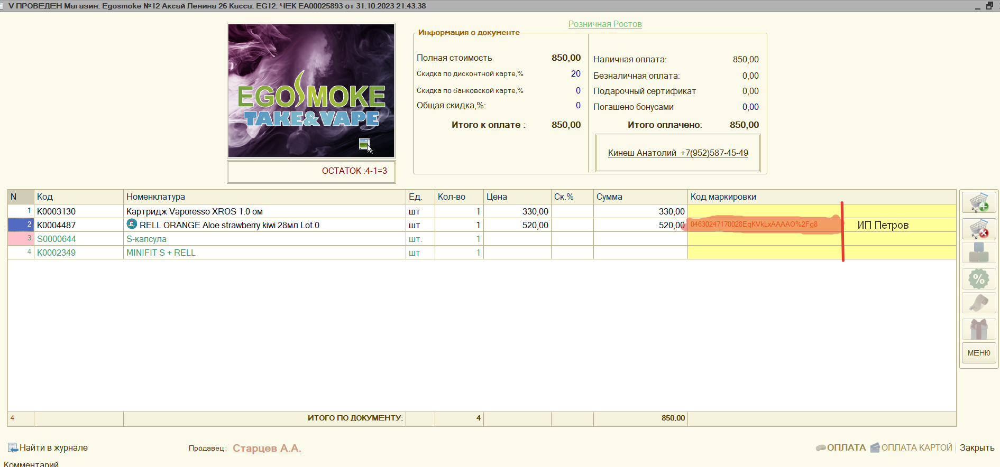 V ПРОВЕДЕН Магазин: Egosmoke №12 Аксай Ленина 26 Касса: EG12: ЧЕК EA00025893 от 31.10.2023 21:43:38
Розничная Ростов
EGOSMOKE
TAKE&VAPE
ОСТАТОК :4-1=3
Информация о документе
Полная стоимость 850,00
Скидка по дисконтной карте,% 20
Скидка по банковской карте,% 0
Общая скидка,%: 0
Итого к оплате : 850,00
Наличная оплата: 850,00
Безналичная оплата: 0,00
Подарочный сертификат 0,00
Погашено бонусами 0,00
Итого оплачено: 850,00
Кинеш Анатолий +7(952)587-45-49
N Код Номенклатура Ед. Кол-во Цена Ск.% Сумма Код маркировки
1 K0003130 Картридж Vaporesso XROS 1.0 ом шт 1 330,00 330,00
2 K0004487 RELL ORANGE Aloe strawberry kiwi 28мл Lot.0 шт 1 520,00 520,00 04630247170028EqKVkLxAAAAO%2Fg8 ИП Петров
3 S0000644 S-капсула шт. 1
4 K0002349 MINIFIT S + RELL шт 1
%
МЕНЮ
4 ИТОГО ПО ДОКУМЕНТУ: 4 850,00
Найти в журнале Продавец: Старцев А.А. ОПЛАТА ОПЛАТА КАРТОЙ Закрыть
Комментарий